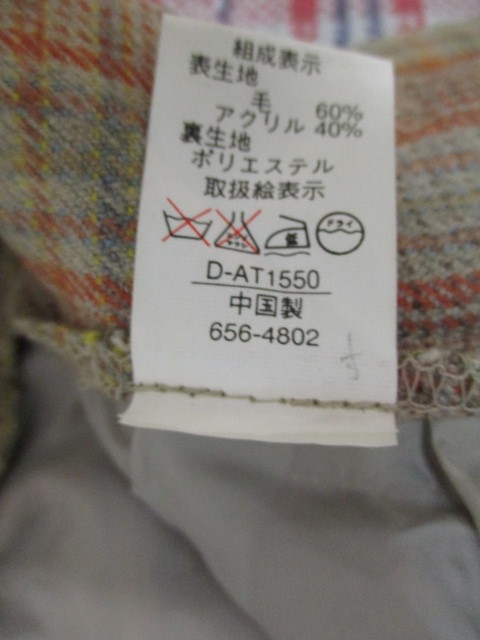 組成表示
表生地
毛 60%
アクリル 40%
裏生地
ポリエステル
取扱絵表示
低 ドライ
D-AT1550
中国製
656-4802